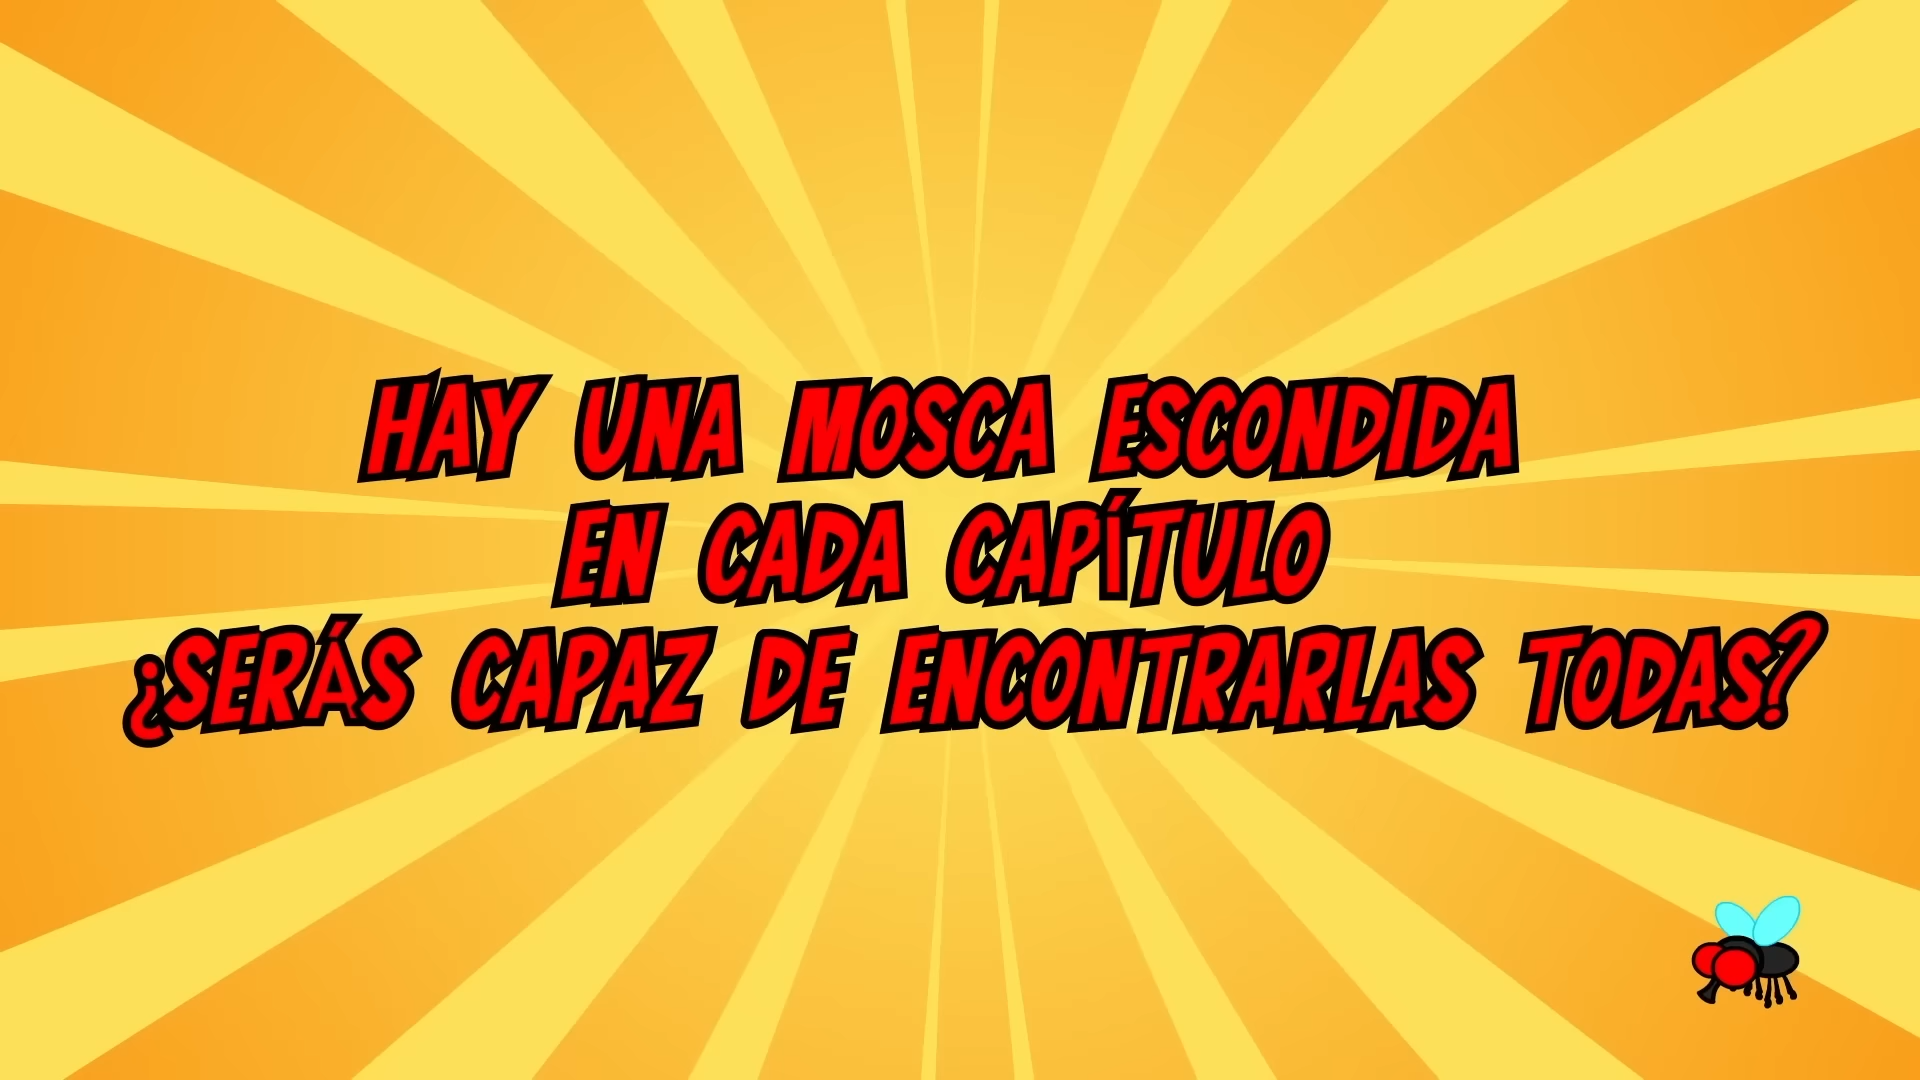 HAY UNA MOSCA ESCONDIDA
EN CADA CAPÍTULO
¿SERÁS CAPAZ DE ENCONTRARLAS TODAS?